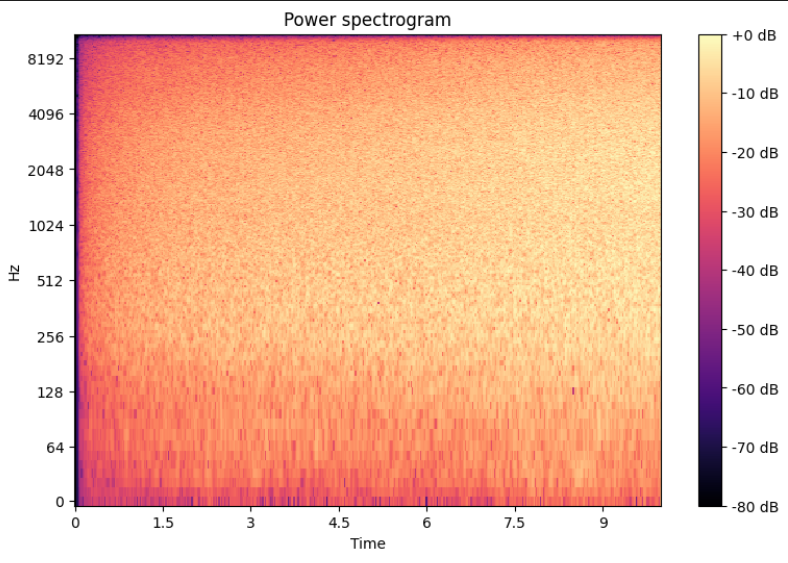 Power spectrogram
Hz
8192
4096
2048
1024
512
256
128
64
0
0 1.5 3 4.5 6 7.5 9
Time
+0 dB
-10 dB
-20 dB
-30 dB
-40 dB
-50 dB
-60 dB
-70 dB
-80 dB